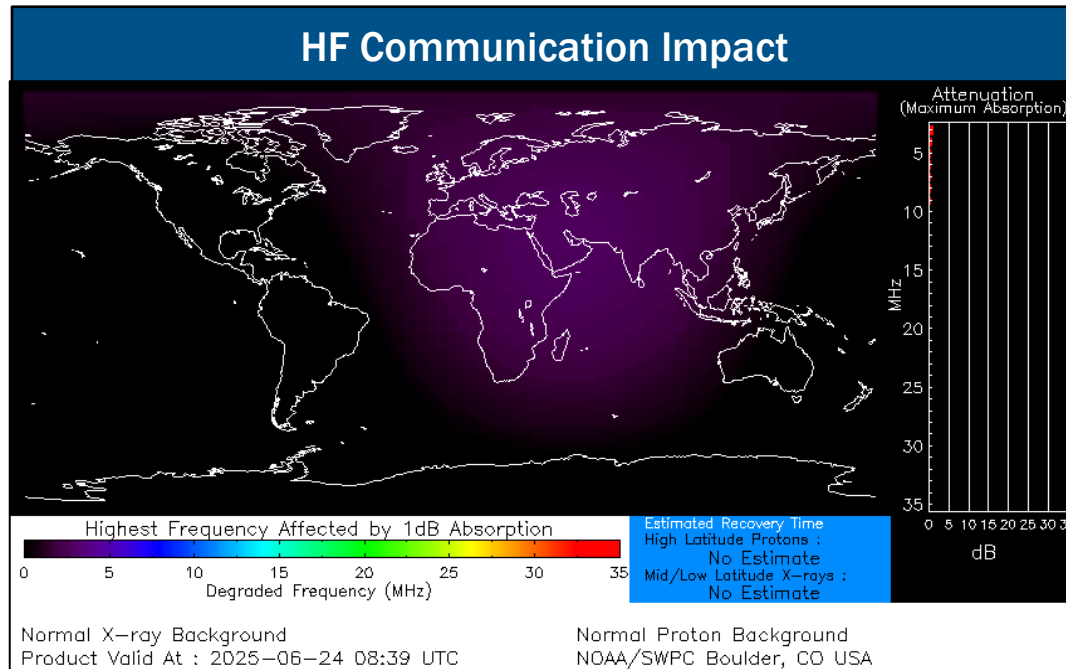 HF Communication Impact
Attenuation
(Maximum Absorption)
5
10
15
20
25
30
35
MHz
0 5 10 15 20 25 30 3
dB
Highest Frequency Affected by 1dB Absorption
0 5 10 15 20 25 30 35
Degraded Frequency (MHz)
Estimated Recovery Time
High Latitude Protons :
No Estimate
Mid/Low Latitude X-rays :
No Estimate
Normal X-ray Background
Product Valid At : 2025-06-24 08:39 UTC
Normal Proton Background
NOAA/SWPC Boulder, CO USA